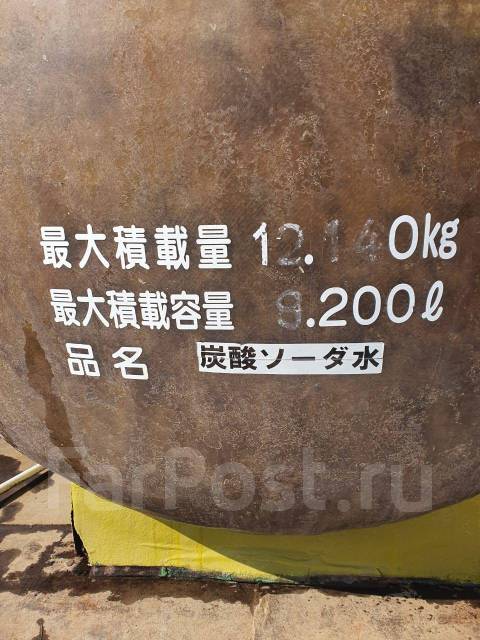 最大積載量 12.140kg
最大積載容量 9.200ℓ
品名 炭酸ソーダ水
FarPost.ru